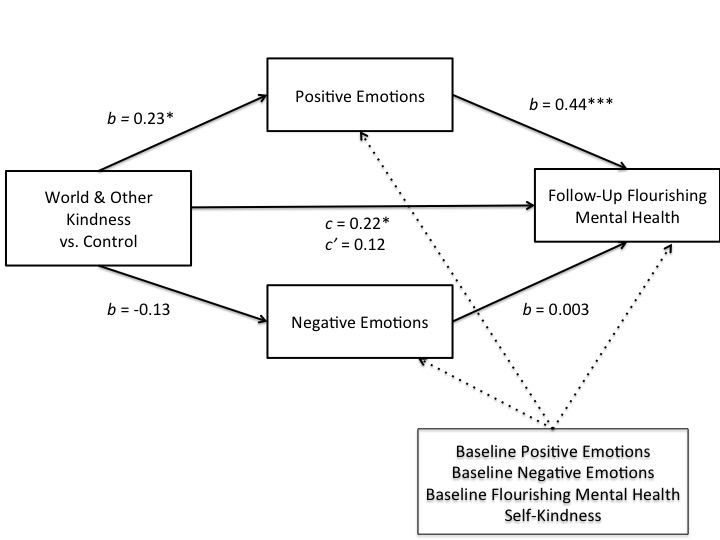 Positive Emotions
b = 0.23*
b = 0.44***
World & Other
Kindness
vs. Control
Follow-Up Flourishing
Mental Health
c = 0.22*
c′ = 0.12
b = -0.13
Negative Emotions
b = 0.003
Baseline Positive Emotions
Baseline Negative Emotions
Baseline Flourishing Mental Health
Self-Kindness